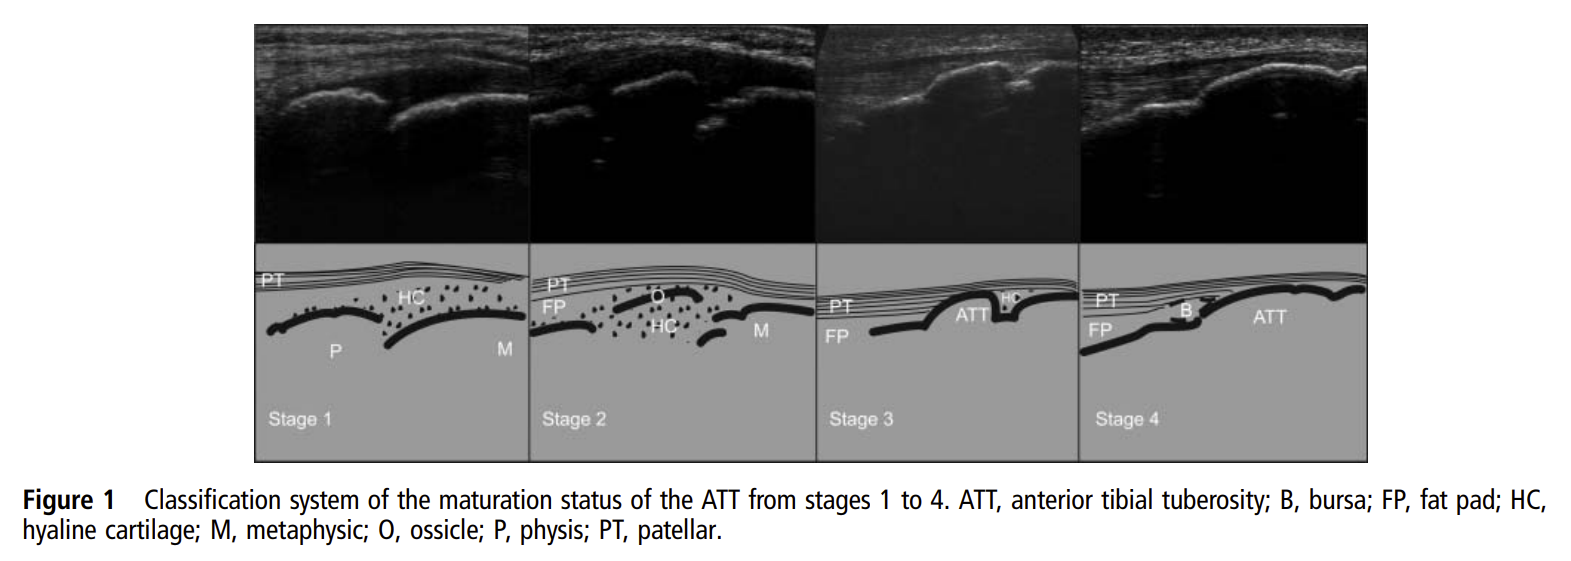 PT
HC
P
M
Stage 1
PT
FP
O
HC
M
Stage 2
PT
FP
ATT
HC
Stage 3
PT
FP
B
ATT
Stage 4
Figure 1 Classification system of the maturation status of the ATT from stages 1 to 4. ATT, anterior tibial tuberosity; B, bursa; FP, fat pad; HC,
hyaline cartilage; M, metaphysic; O, ossicle; P, physis; PT, patellar.